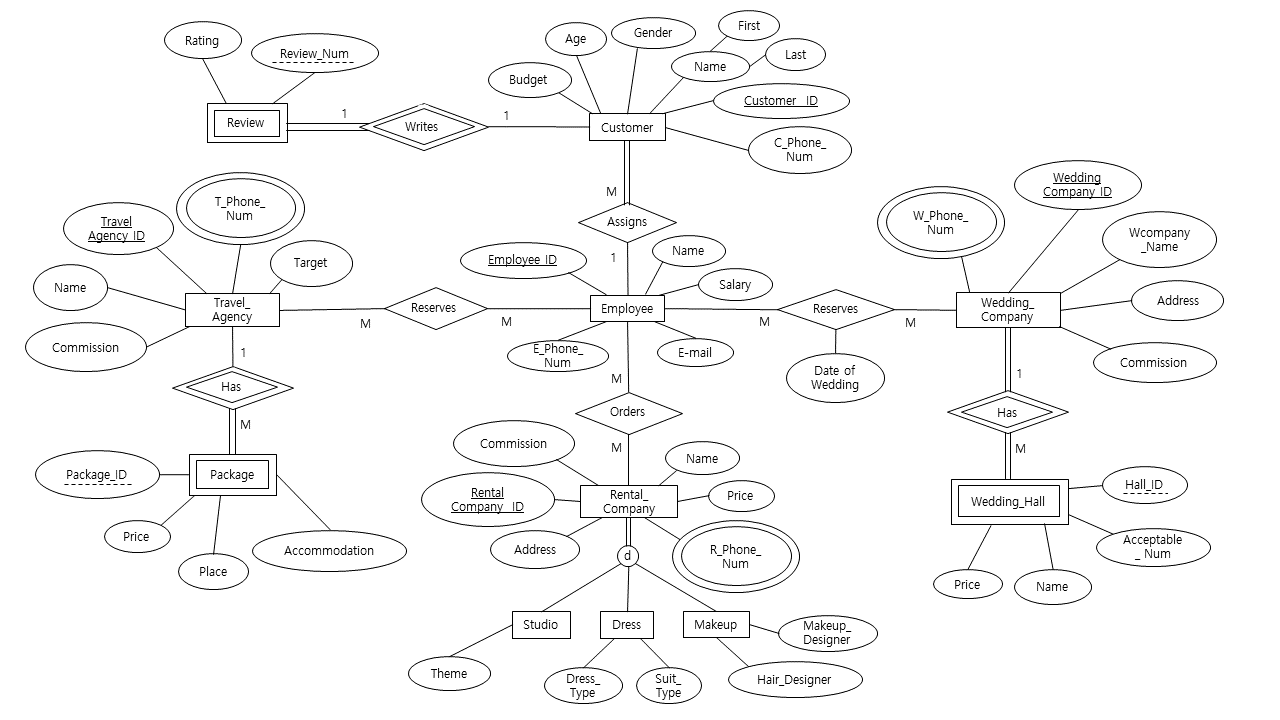 First
Gender
Age
Rating
Review_Num
Last
Name
Budget
Customer_ID
1
1
Review
Writes
Customer
C_Phone_
Num
Wedding
Company_ID
M
T_Phone_
Num
W_Phone_
Num
Travel
Agency_ID
Assigns
Wcompany
_Name
1
Name
Employee_ID
Target
Name
Salary
Address
Travel_
Agency
Reserves
Employee
Reserves
Wedding_
Company
M
M
M
M
Commission
1
E_Phone_
Num
E-mail
Commission
Date of
Wedding
1
M
Has
Orders
Has
M
M
M
Commission
Name
Package_ID
Package
Hall_ID
Rental
Company_ID
Rental_
Company
Price
Wedding_Hall
Price
Accommodation
Address
d
R_Phone_
Num
Acceptable
_Num
Place
Price
Name
Studio
Dress
Makeup
Makeup_
Designer
Theme
Dress_
Type
Suit_
Type
Hair_Designer